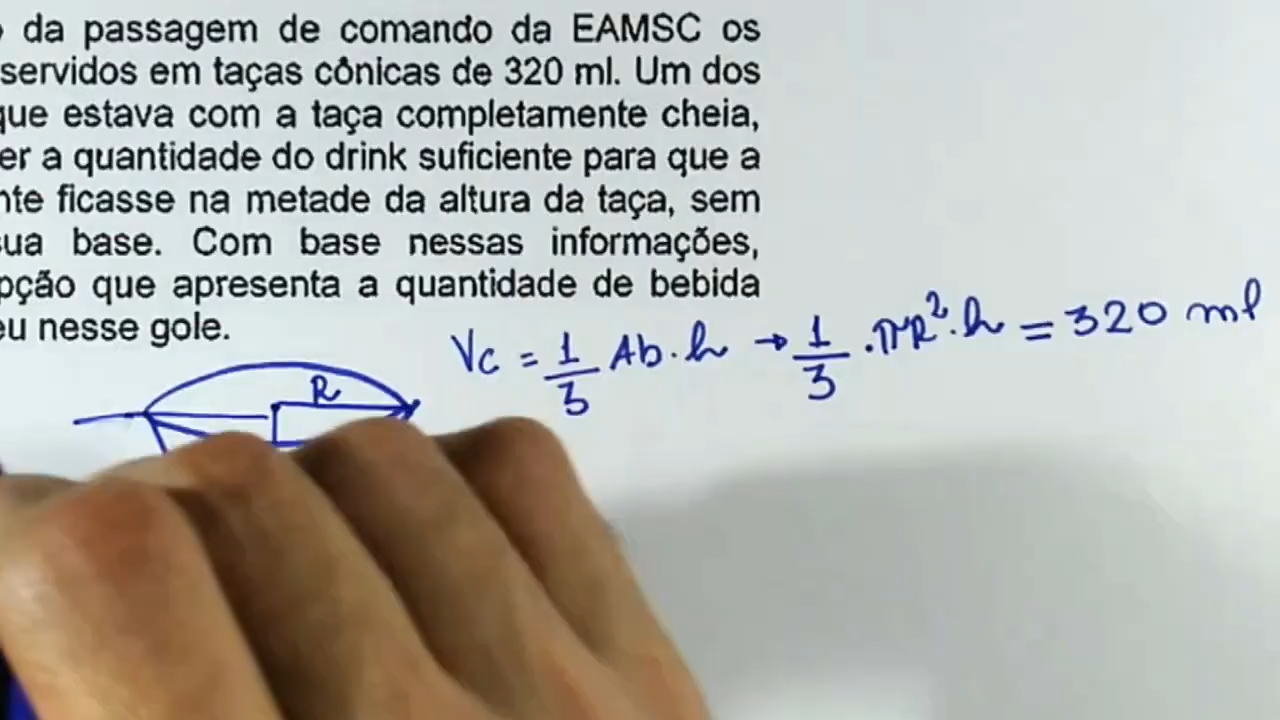 da passagem de comando da EAMSC os
servidos em taças cônicas de 320 ml. Um dos
que estava com a taça completamente cheia,
er a quantidade do drink suficiente para que a
nte ficasse na metade da altura da taça, sem
sua base. Com base nessas informações,
pção que apresenta a quantidade de bebida
eu nesse gole.
Vc = 1/3 Ab.h → 1/3 .πR².h = 320 ml
R